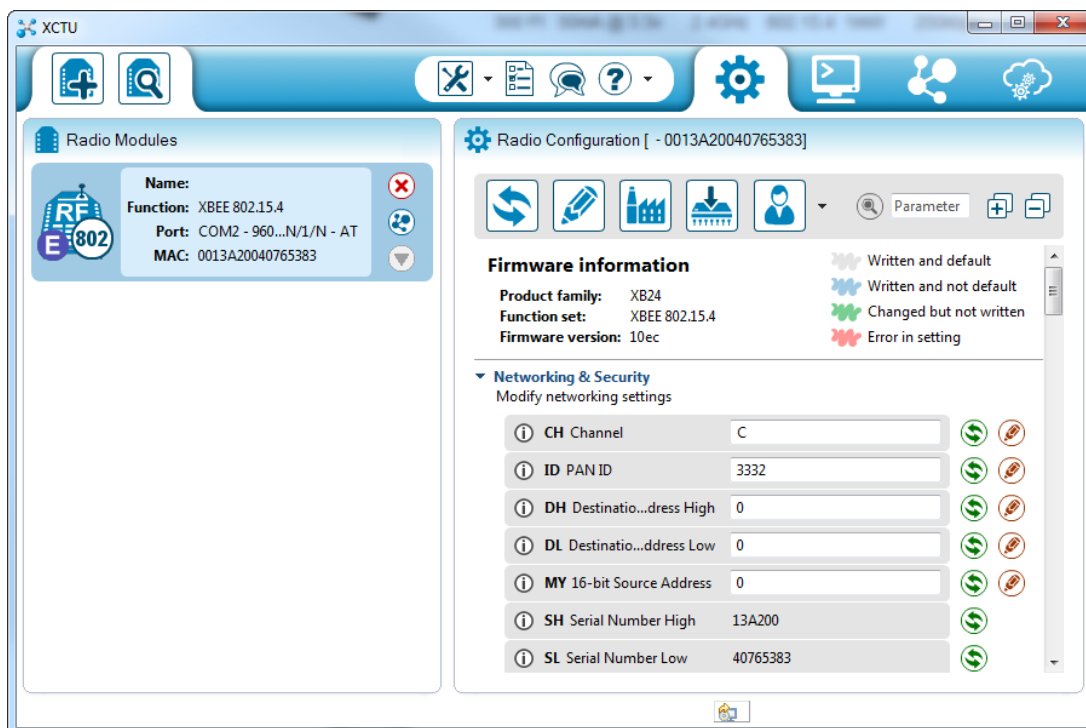 XCTU
Radio Modules
Name:
Function: XBEE 802.15.4
Port: COM2 - 960...N/1/N - AT
MAC: 0013A20040765383
RF
E 802
Radio Configuration [ - 0013A20040765383]
Parameter
Firmware information
Product family: XB24
Function set: XBEE 802.15.4
Firmware version: 10ec
Written and default
Written and not default
Changed but not written
Error in setting
Networking & Security
Modify networking settings
CH Channel C
ID PAN ID 3332
DH Destinatio...dress High 0
DL Destinatio...ddress Low 0
MY 16-bit Source Address 0
SH Serial Number High 13A200
SL Serial Number Low 40765383